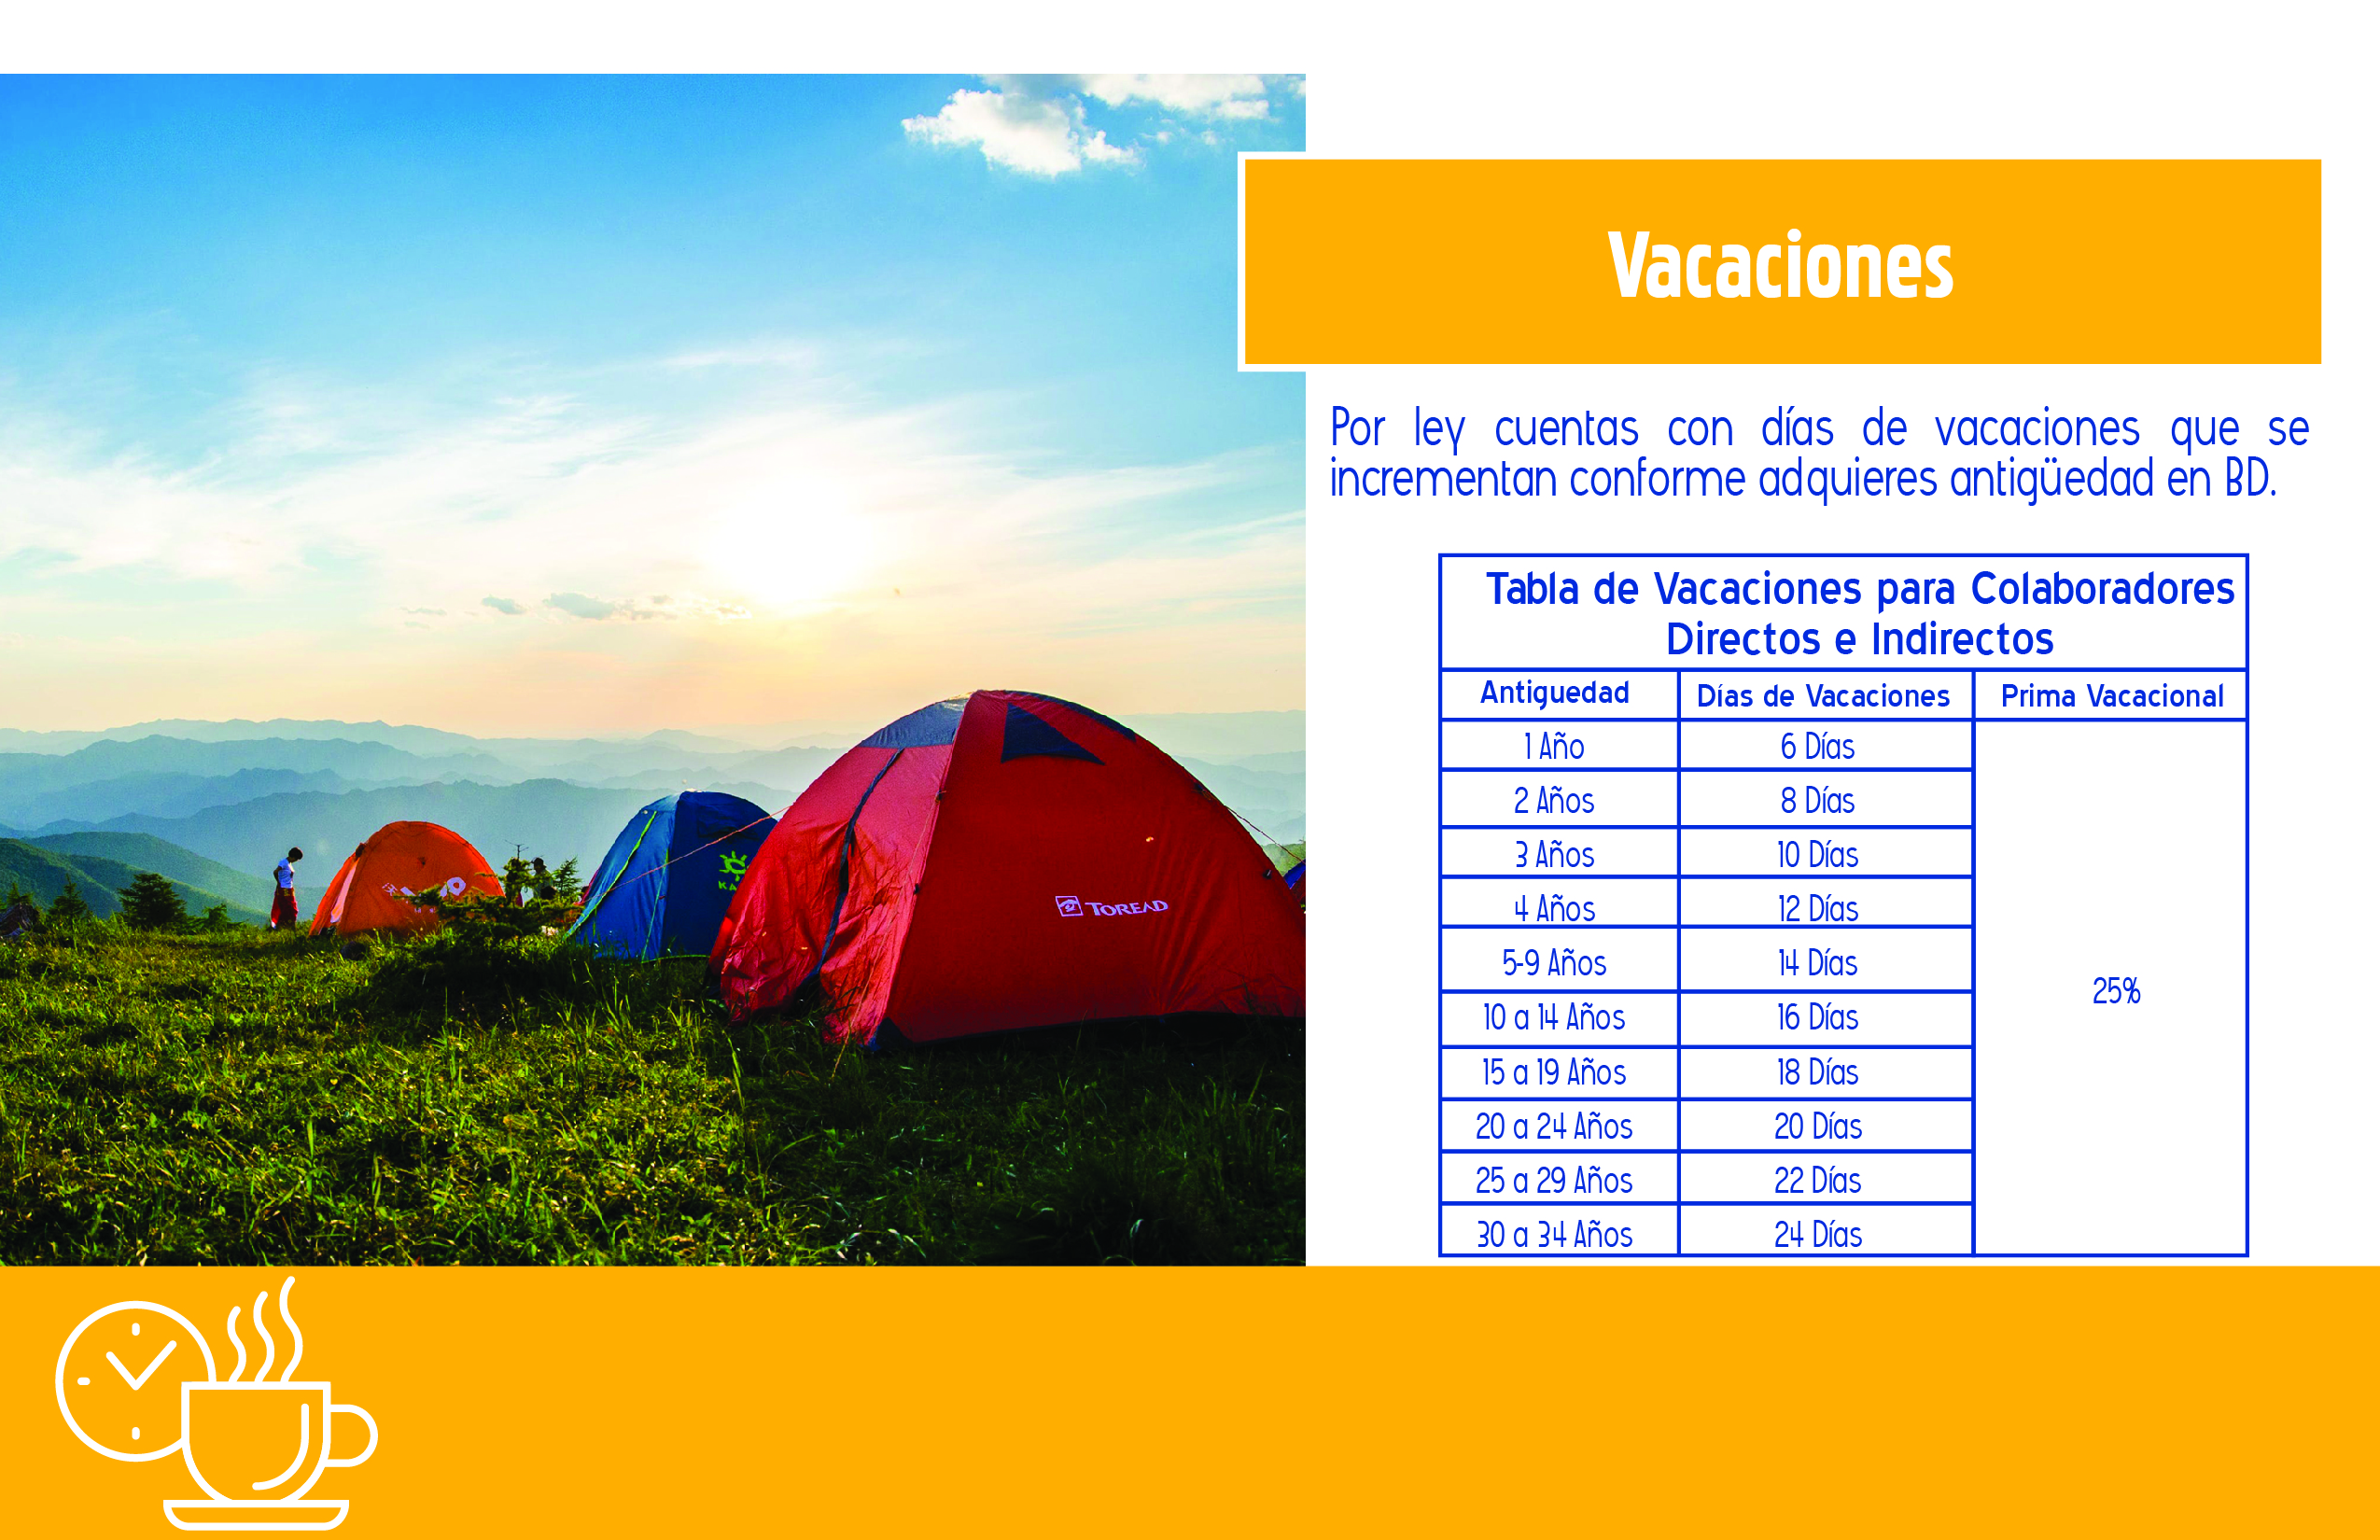 Vacaciones
Por ley cuentas con días de vacaciones que se
incrementan conforme adquieres antigüedad en BD.
Tabla de Vacaciones para Colaboradores
Directos e Indirectos
Antiguedad Días de Vacaciones Prima Vacacional
1 Año 6 Días
2 Años 8 Días
3 Años 10 Días
4 Años 12 Días
5-9 Años 14 Días
25%
10 a 14 Años 16 Días
15 a 19 Años 18 Días
20 a 24 Años 20 Días
25 a 29 Años 22 Días
30 a 34 Años 24 Días
TOREAD